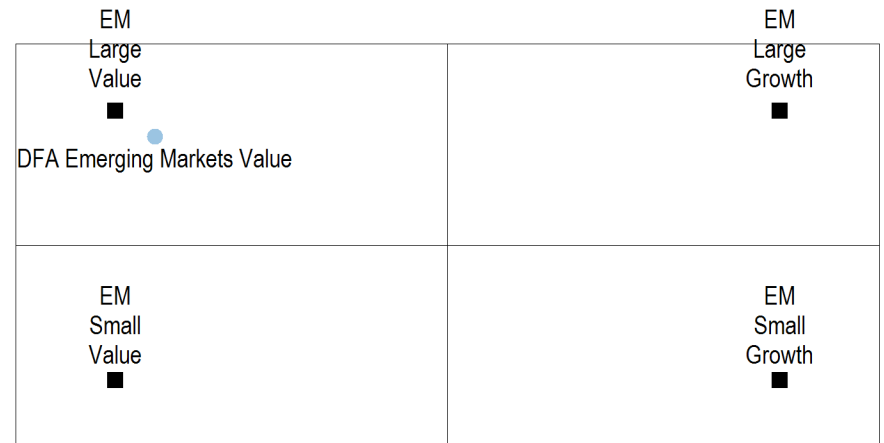 EM
Large
Value
EM
Large
Growth
DFA Emerging Markets Value
EM
Small
Value
EM
Small
Growth